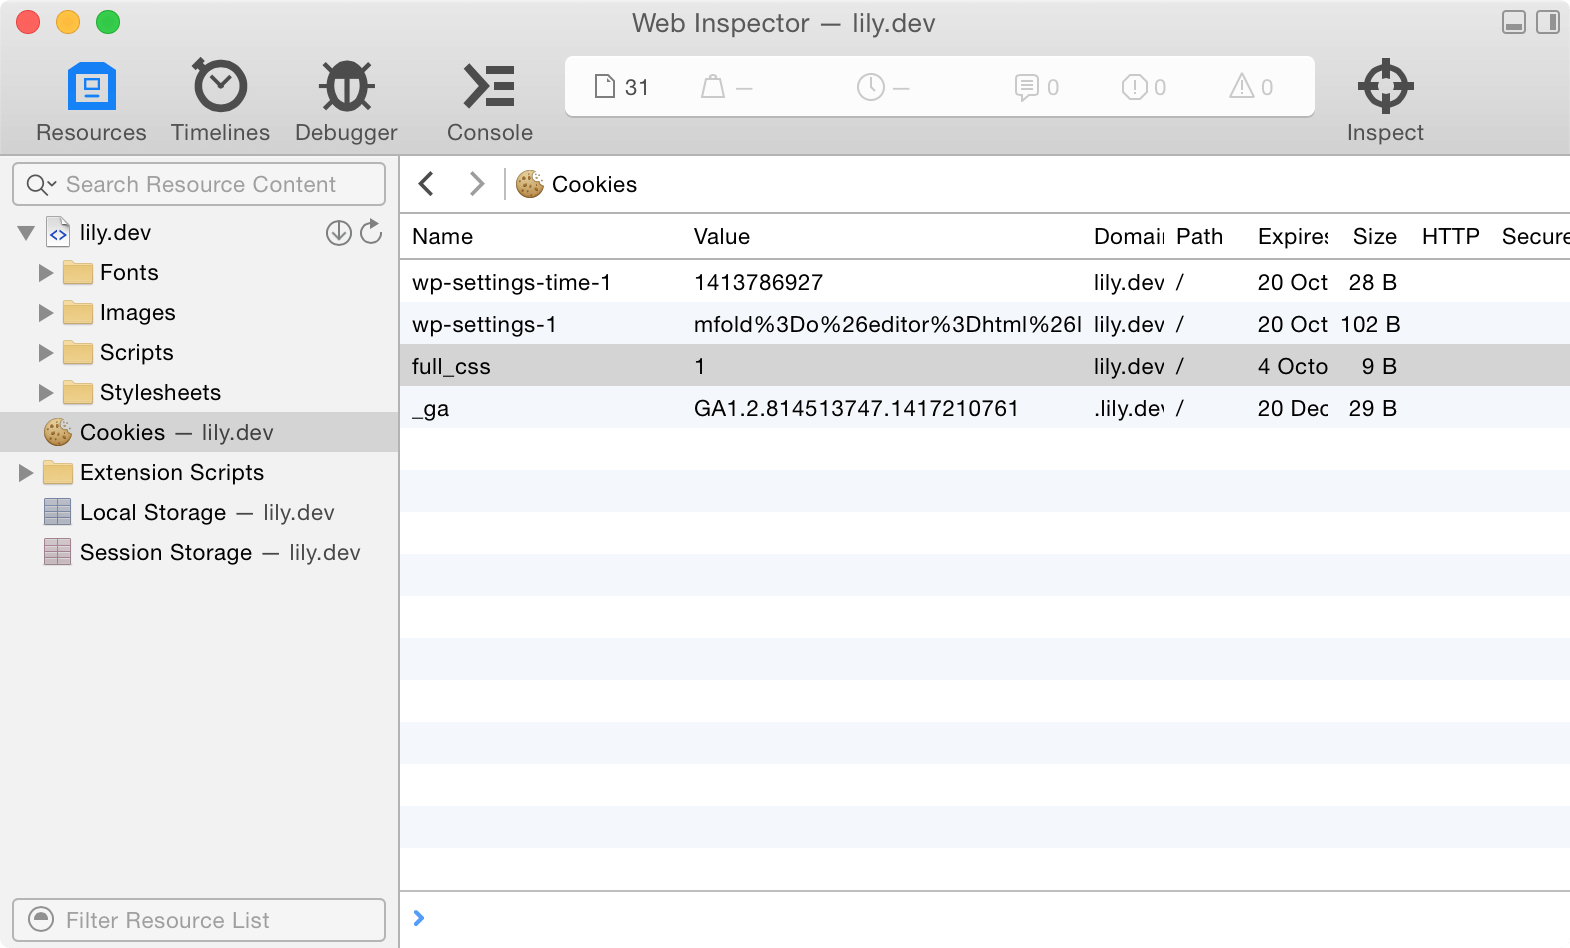 Web Inspector — lily.dev
Resources Timelines Debugger Console 31 — — 0 0 0 Inspect
Search Resource Content
Cookies
lily.dev
Fonts
Images
Scripts
Stylesheets
Cookies — lily.dev
Extension Scripts
Local Storage — lily.dev
Session Storage — lily.dev
Filter Resource List
Name Value Domai Path Expires Size HTTP Secure
wp-settings-time-1 1413786927 lily.dev / 20 Oct 28 B
wp-settings-1 mfold%3Do%26editor%3Dhtml%26l lily.dev / 20 Oct 102 B
full_css 1 lily.dev / 4 Octo 9 B
_ga GA1.2.814513747.1417210761 .lily.dev / 20 Dec 29 B